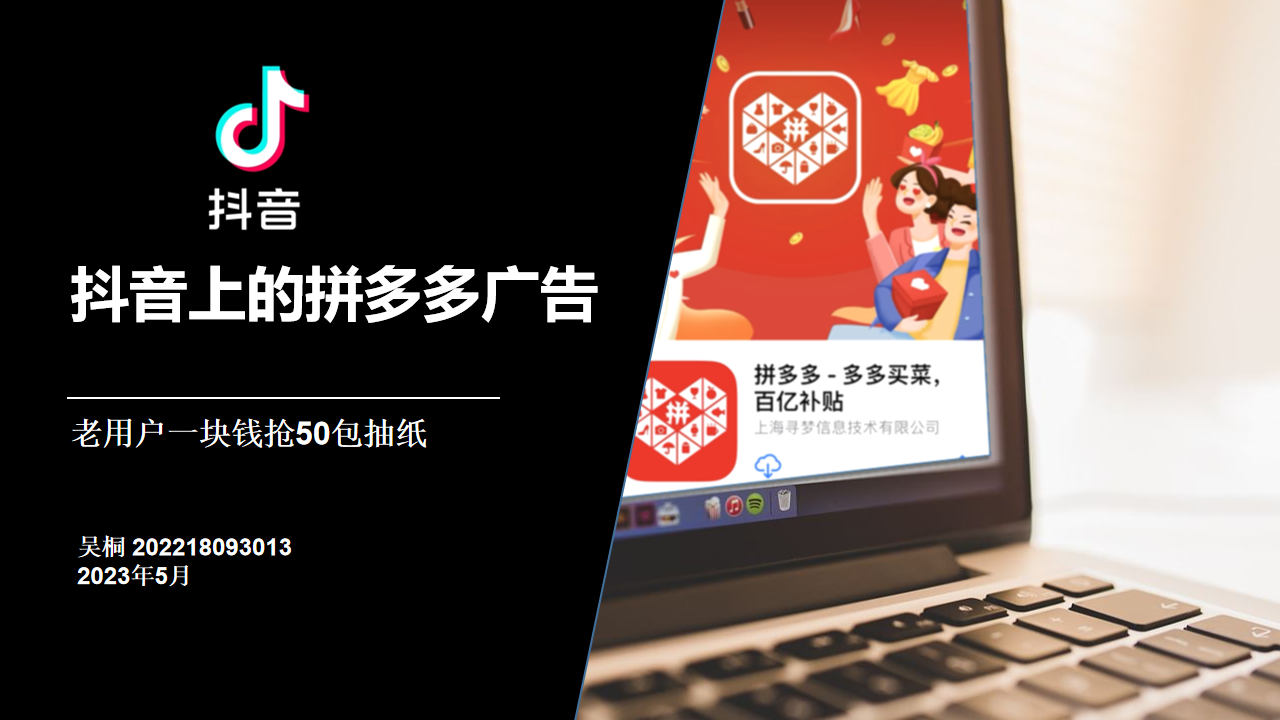 抖音
抖音上的拼多多广告
老用户一块钱抢50包抽纸
吴桐 202218093013
2023年5月
拼
拼多多 - 多多买菜，
百亿补贴
上海寻梦信息技术有限公司
拼